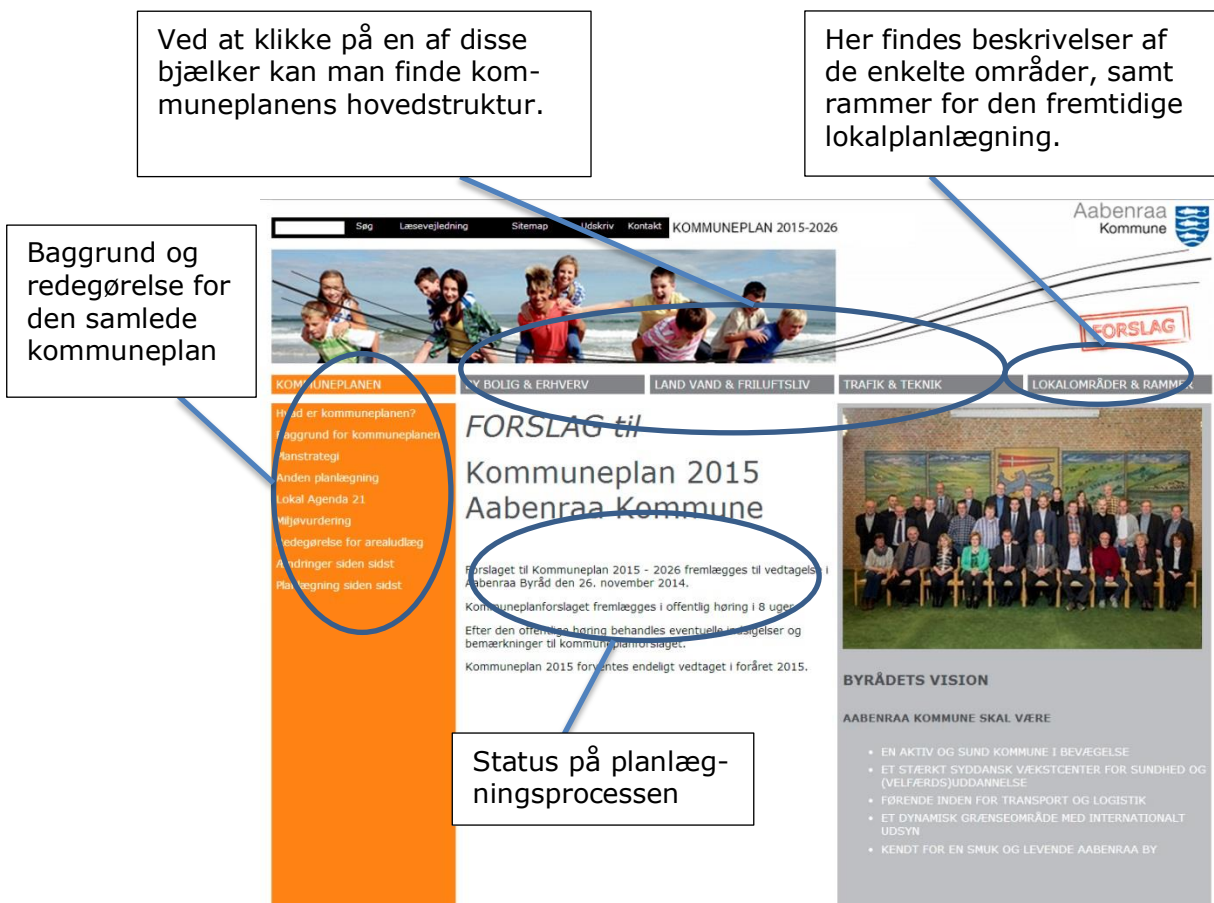 Ved at klikke på en af disse
bjælker kan man finde kom-
muneplanens hovedstruktur.
Her findes beskrivelser af
de enkelte områder, samt
rammer for den fremtidige
lokalplanlægning.
Baggrund og
redegørelse for
den samlede
kommuneplan
Søg Læsevejledning Sitemap Udskriv Kontakt KOMMUNEPLAN 2015-2026
Aabenraa
Kommune
FORSLAG
KOMMUNEPLANEN BY BOLIG & ERHVERV LAND VAND & FRILUFTSLIV TRAFIK & TEKNIK LOKALOMRÅDER & RAMMER
Hvad er kommuneplanen?
Baggrund for kommuneplanen
Planstrategi
Anden planlægning
Lokal Agenda 21
Miljøvurdering
Redegørelse for arealudlæg
Ændringer siden sidst
Planlægning siden sidst
FORSLAG til
Kommuneplan 2015
Aabenraa Kommune
Forslaget til Kommuneplan 2015 - 2026 fremlægges til vedtagelse i
Aabenraa Byråd den 26. november 2014.
Kommuneplanforslaget fremlægges i offentlig høring i 8 uger.
Efter den offentlige høring behandles eventuelle indsigelser og
bemærkninger til kommuneplanforslaget.
Kommuneplan 2015 forventes endeligt vedtaget i foråret 2015.
Status på planlæg-
ningsprocessen
BYRÅDETS VISION
AABENRAA KOMMUNE SKAL VÆRE
• EN AKTIV OG SUND KOMMUNE I BEVÆGELSE
• ET STÆRKT SYDDANSK VÆKSTCENTER FOR SUNDHED OG
(VELFÆRDS)UDDANNELSE
• FØRENDE INDEN FOR TRANSPORT OG LOGISTIK
• ET DYNAMISK GRÆNSEOMRÅDE MED INTERNATIONALT
UDSYN
• KENDT FOR EN SMUK OG LEVENDE AABENRAA BY